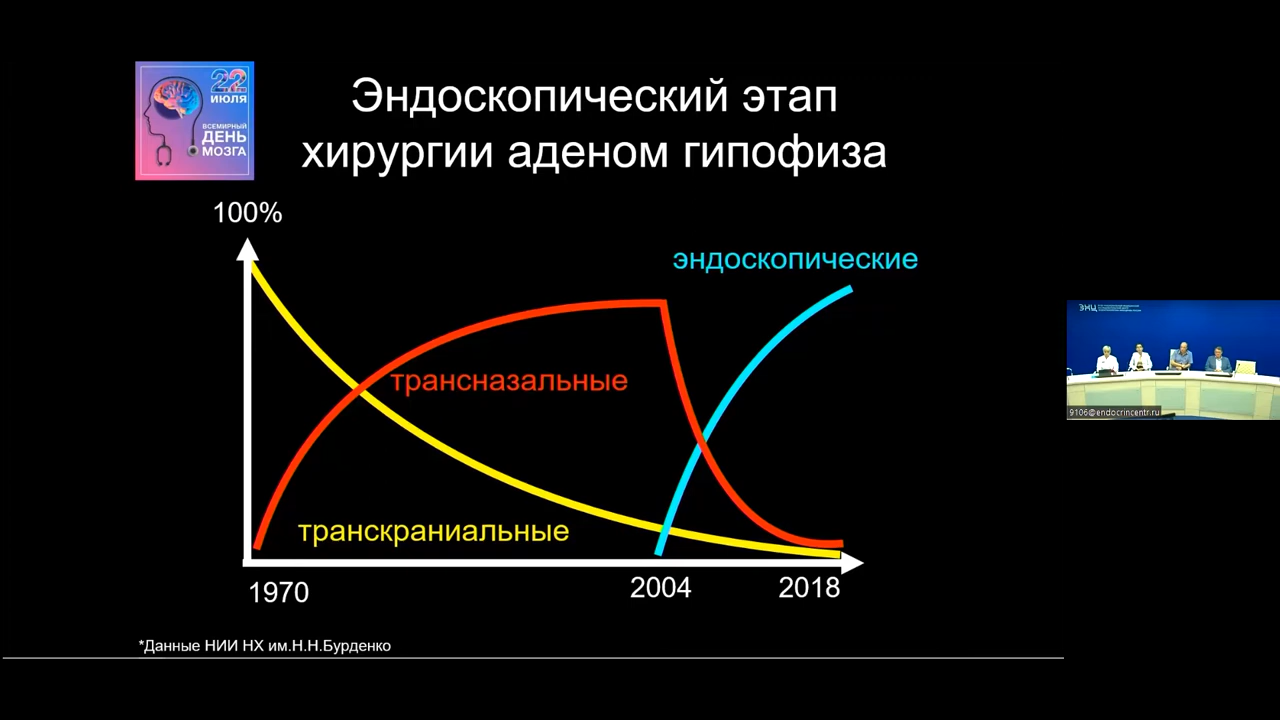 22
ИЮЛЯ
ВСЕМИРНЫЙ
ДЕНЬ
МОЗГА
Эндоскопический этап
хирургии аденом гипофиза
100%
эндоскопические
трансназальные
транскраниальные
1970
2004
2018
*Данные НИИ НХ им.Н.Н.Бурденко
ЭНЦ
9106@endocrincentr.ru